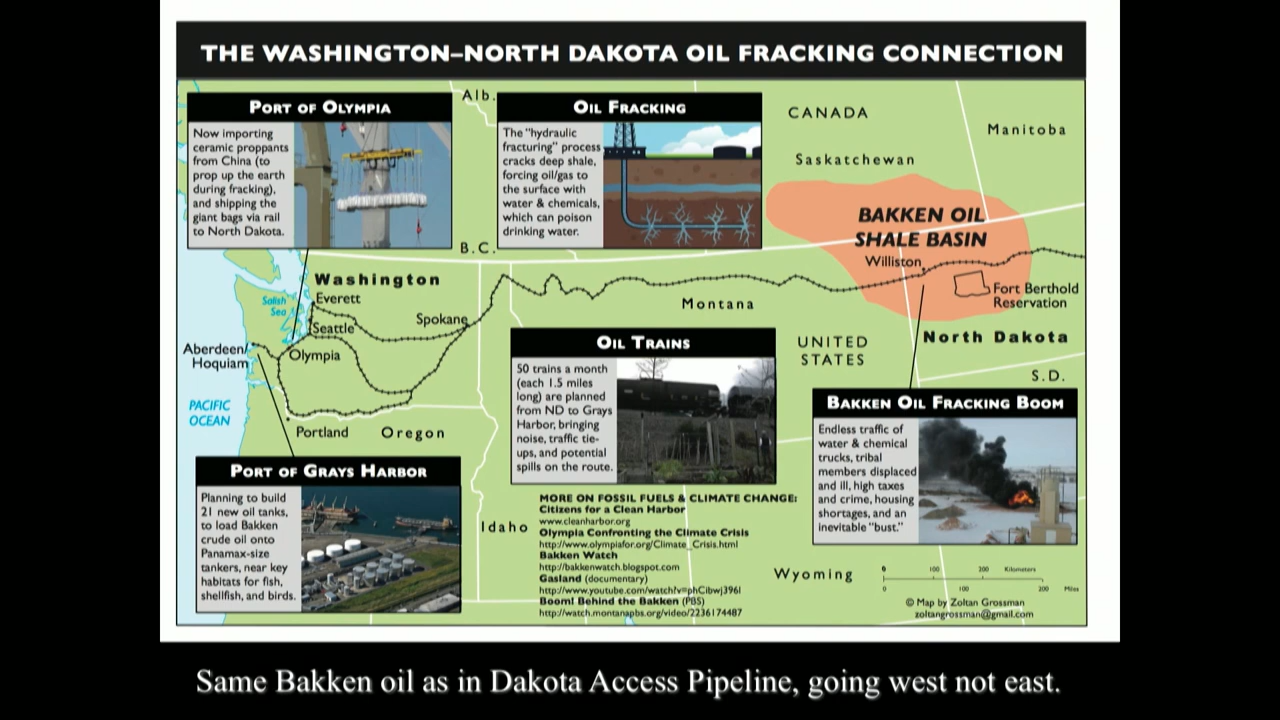 THE WASHINGTON–NORTH DAKOTA OIL FRACKING CONNECTION
PORT OF OLYMPIA
Now importing
ceramic proppants
from China (to
prop up the earth
during fracking),
and shipping the
giant bags via rail
to North Dakota.
Alb.
OIL FRACKING
The "hydraulic
fracturing" process
cracks deep shale,
forcing oil/gas to
the surface with
water & chemicals,
which can poison
drinking water.
CANADA
Manitoba
Saskatchewan
BAKKEN OIL
SHALE BASIN
Williston
Fort Berthold
Reservation
B.C.
Washington
Salish
Sea
Everett
Seattle
Spokane
Olympia
Aberdeen/
Hoquiam
PACIFIC
OCEAN
Portland
Oregon
Montana
UNITED
STATES
North Dakota
S.D.
OIL TRAINS
50 trains a month
(each 1.5 miles
long) are planned
from ND to Grays
Harbor, bringing
noise, traffic tie-
ups, and potential
spills on the route.
BAKKEN OIL FRACKING BOOM
Endless traffic of
water & chemical
trucks, tribal
members displaced
and ill, high taxes
and crime, housing
shortages, and an
inevitable "bust."
PORT OF GRAYS HARBOR
Planning to build
21 new oil tanks,
to load Bakken
crude oil onto
Panamax-size
tankers, near key
habitats for fish,
shellfish, and birds.
Idaho
MORE ON FOSSIL FUELS & CLIMATE CHANGE:
Citizens for a Clean Harbor
www.cleanharbor.org
Olympia Confronting the Climate Crisis
http://www.olympiafor.org/Climate_Crisis.html
Bakken Watch
http://bakkenwatch.blogspot.com
Gasland (documentary)
http://www.youtube.com/watch?v=phCibwj396I
Boom! Behind the Bakken (PBS)
http://watch.montanapbs.org/video/2236174487
Wyoming
0 100 200 Kilometers
0 100 200 Miles
© Map by Zoltan Grossman
zoltangrossman@gmail.com
Same Bakken oil as in Dakota Access Pipeline, going west not east.